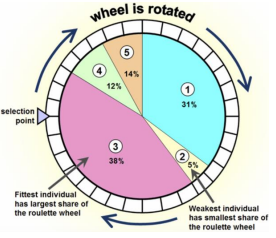 wheel is rotated
5
14%
4
12%
1
31%
selection
point
3
38%
2
5%
Fittest individual
has largest share of
the roulette wheel
Weakest individual
has smallest share of
the roulette wheel